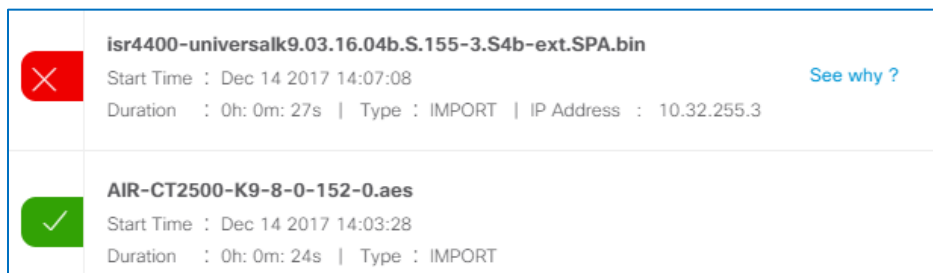 isr4400-universalk9.03.16.04b.S.155-3.S4b-ext.SPA.bin
Start Time : Dec 14 2017 14:07:08 See why ?
Duration : 0h: 0m: 27s | Type : IMPORT | IP Address : 10.32.255.3
AIR-CT2500-K9-8-0-152-0.aes
Start Time : Dec 14 2017 14:03:28
Duration : 0h: 0m: 24s | Type : IMPORT